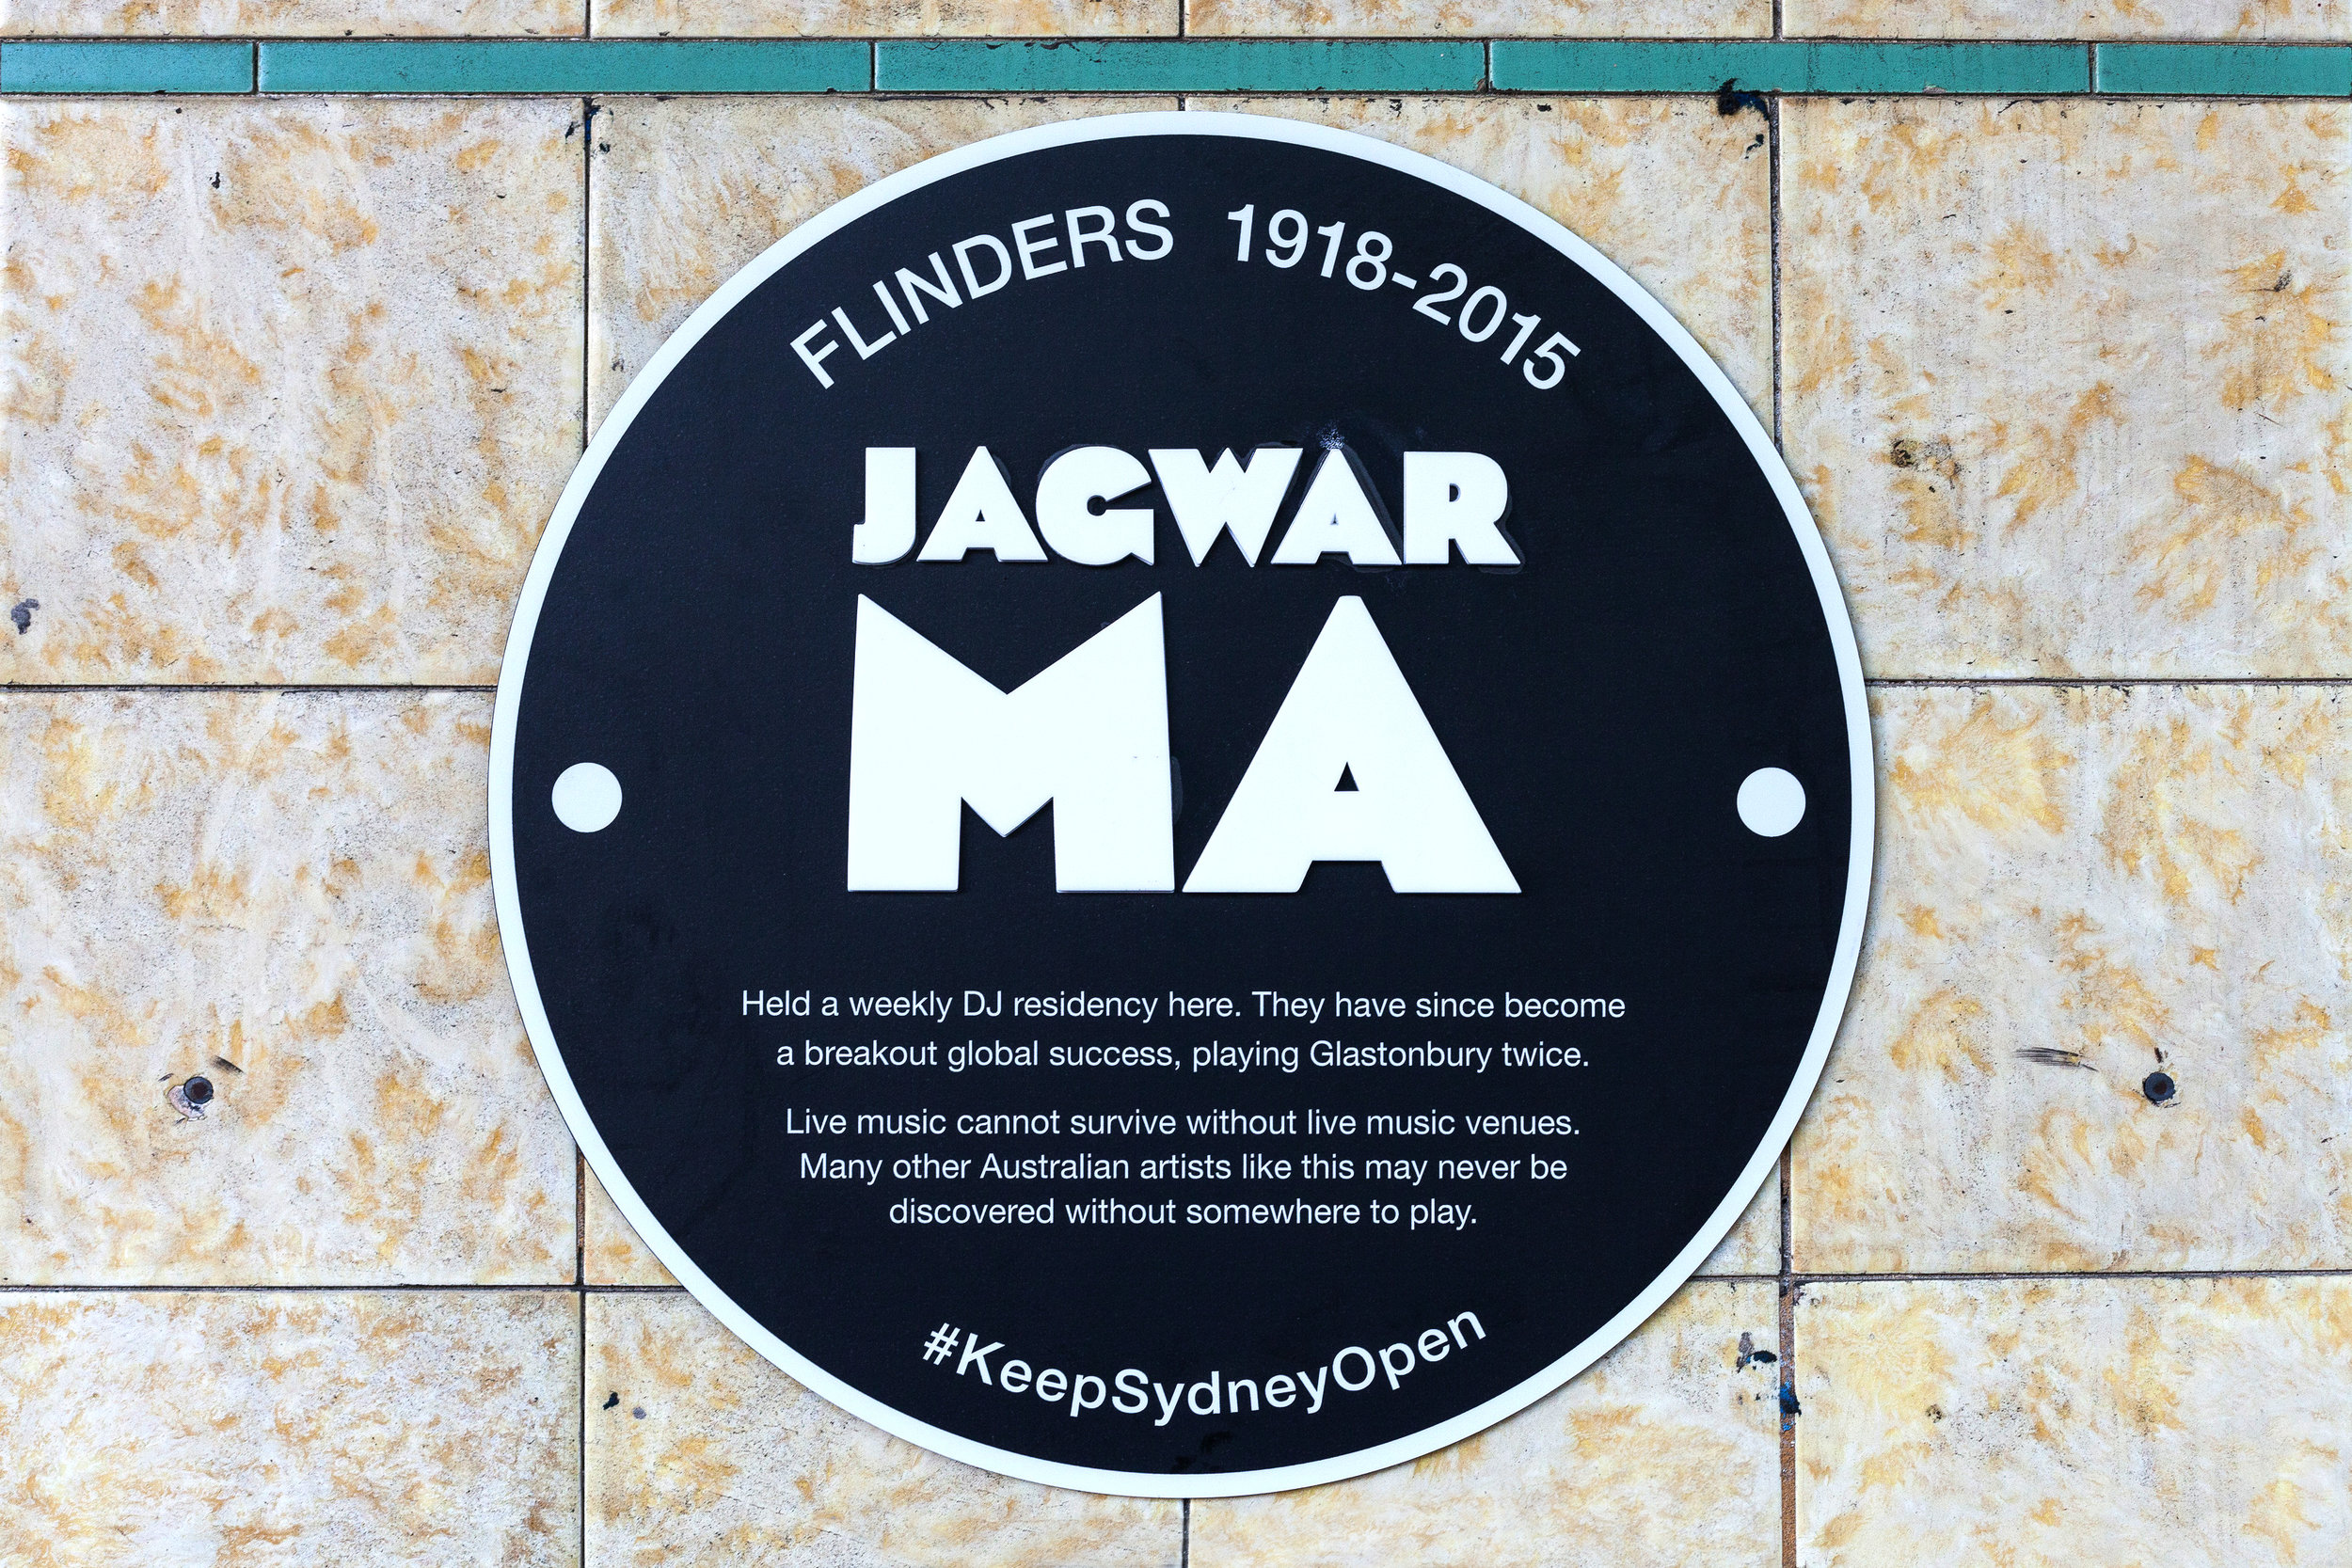 FLINDERS 1918-2015
JAGWAR
MA
Held a weekly DJ residency here. They have since become
a breakout global success, playing Glastonbury twice.
Live music cannot survive without live music venues.
Many other Australian artists like this may never be
discovered without somewhere to play.
#KeepSydneyOpen